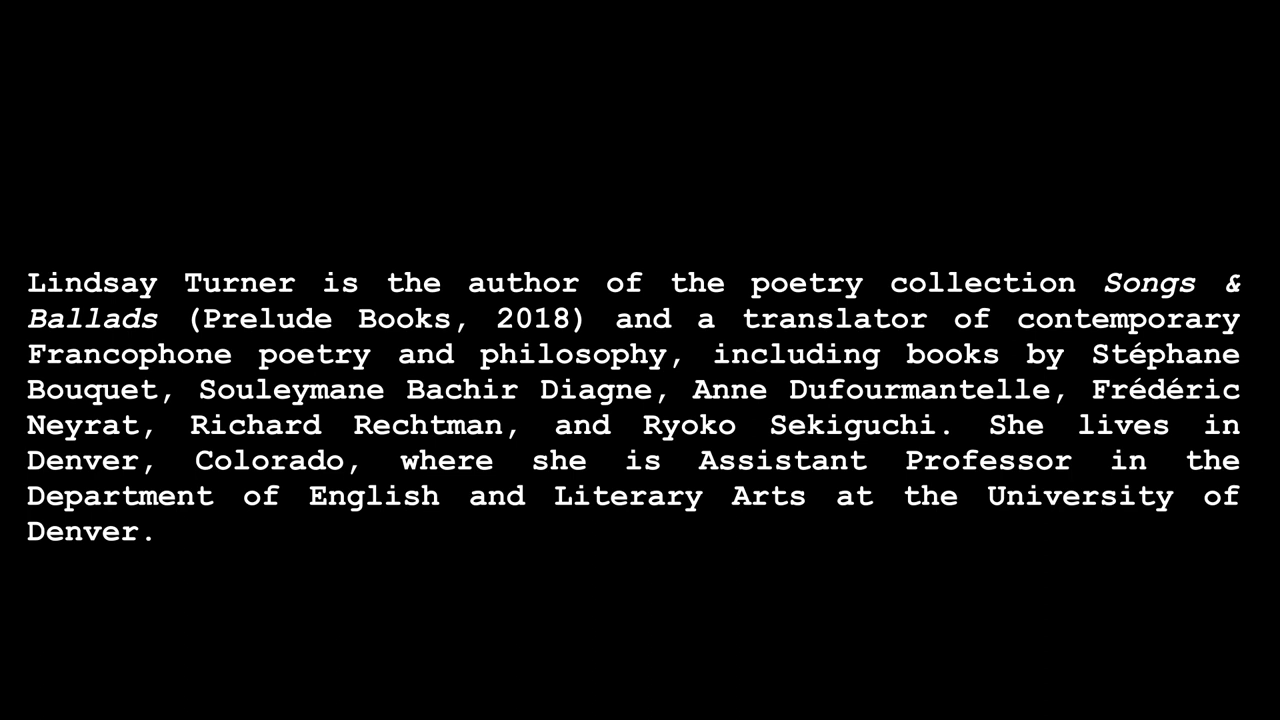 Lindsay Turner is the author of the poetry collection Songs &
Ballads (Prelude Books, 2018) and a translator of contemporary
Francophone poetry and philosophy, including books by Stéphane
Bouquet, Souleymane Bachir Diagne, Anne Dufourmantelle, Frédéric
Neyrat, Richard Rechtman, and Ryoko Sekiguchi. She lives in
Denver, Colorado, where she is Assistant Professor in the
Department of English and Literary Arts at the University of
Denver.